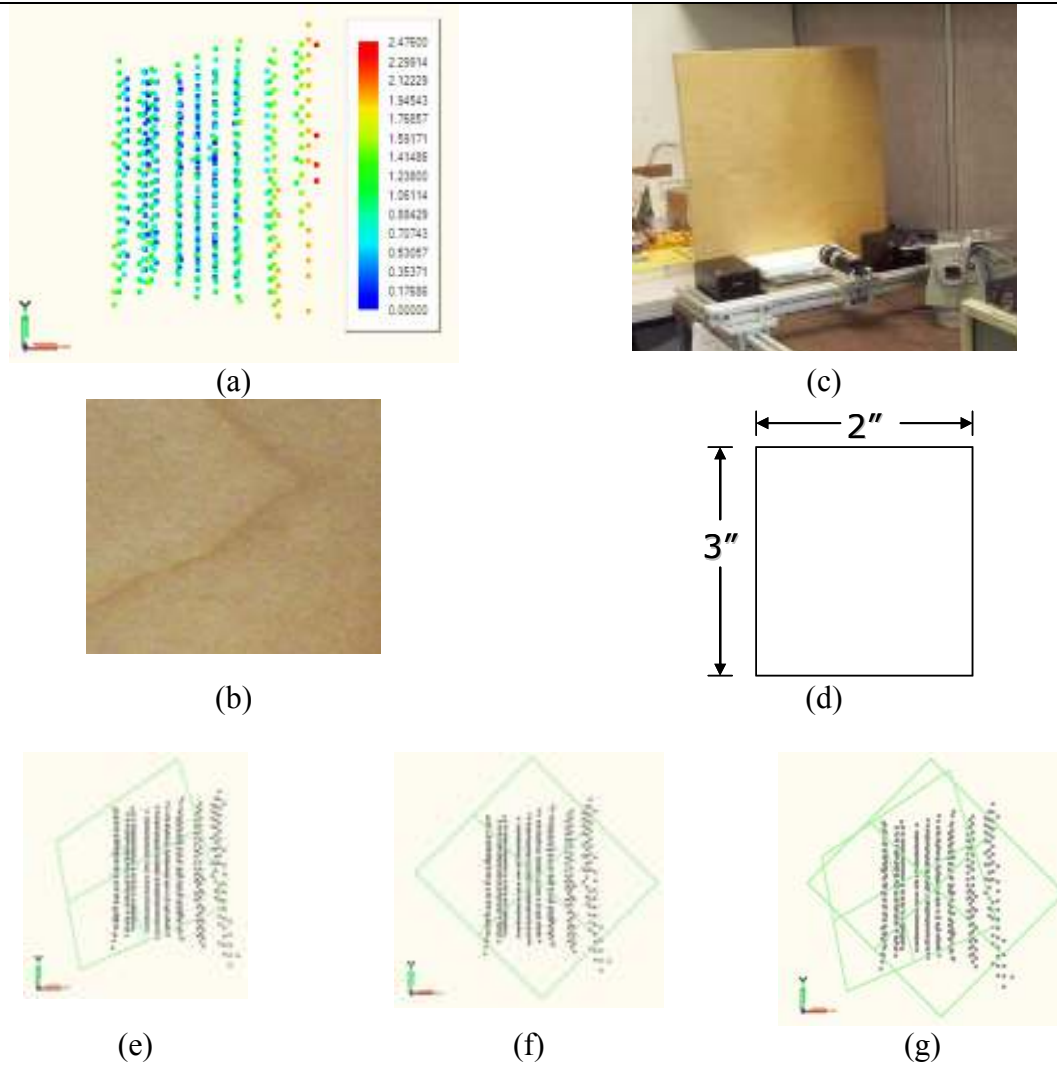 2.47600
2.29914
2.12229
1.94543
1.76857
1.59171
1.41486
1.23800
1.06114
0.88429
0.70743
0.53057
0.35371
0.17686
0.00000
Y
(a)
(c)
(b)
2"
3"
(d)
Y
(e)
Y
(f)
Y
(g)